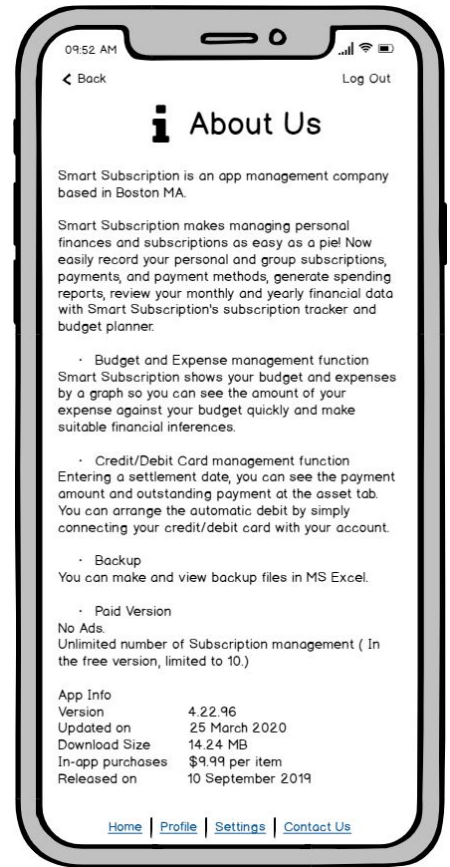 09:52 AM
Back
Log Out
About Us
Smart Subscription is an app management company
based in Boston MA.
Smart Subscription makes managing personal
finances and subscriptions as easy as a pie! Now
easily record your personal and group subscriptions,
payments, and payment methods, generate spending
reports, review your monthly and yearly financial data
with Smart Subscription's subscription tracker and
budget planner.
· Budget and Expense management function
Smart Subscription shows your budget and expenses
by a graph so you can see the amount of your
expense against your budget quickly and make
suitable financial inferences.
· Credit/Debit Card management function
Entering a settlement date, you can see the payment
amount and outstanding payment at the asset tab.
You can arrange the automatic debit by simply
connecting your credit/debit card with your account.
· Backup
You can make and view backup files in MS Excel.
· Paid Version
No Ads.
Unlimited number of Subscription management ( In
the free version, limited to 10.)
App Info
Version 4.22.96
Updated on 25 March 2020
Download Size 14.24 MB
In-app purchases $9.99 per item
Released on 10 September 2019
Home | Profile | Settings | Contact Us